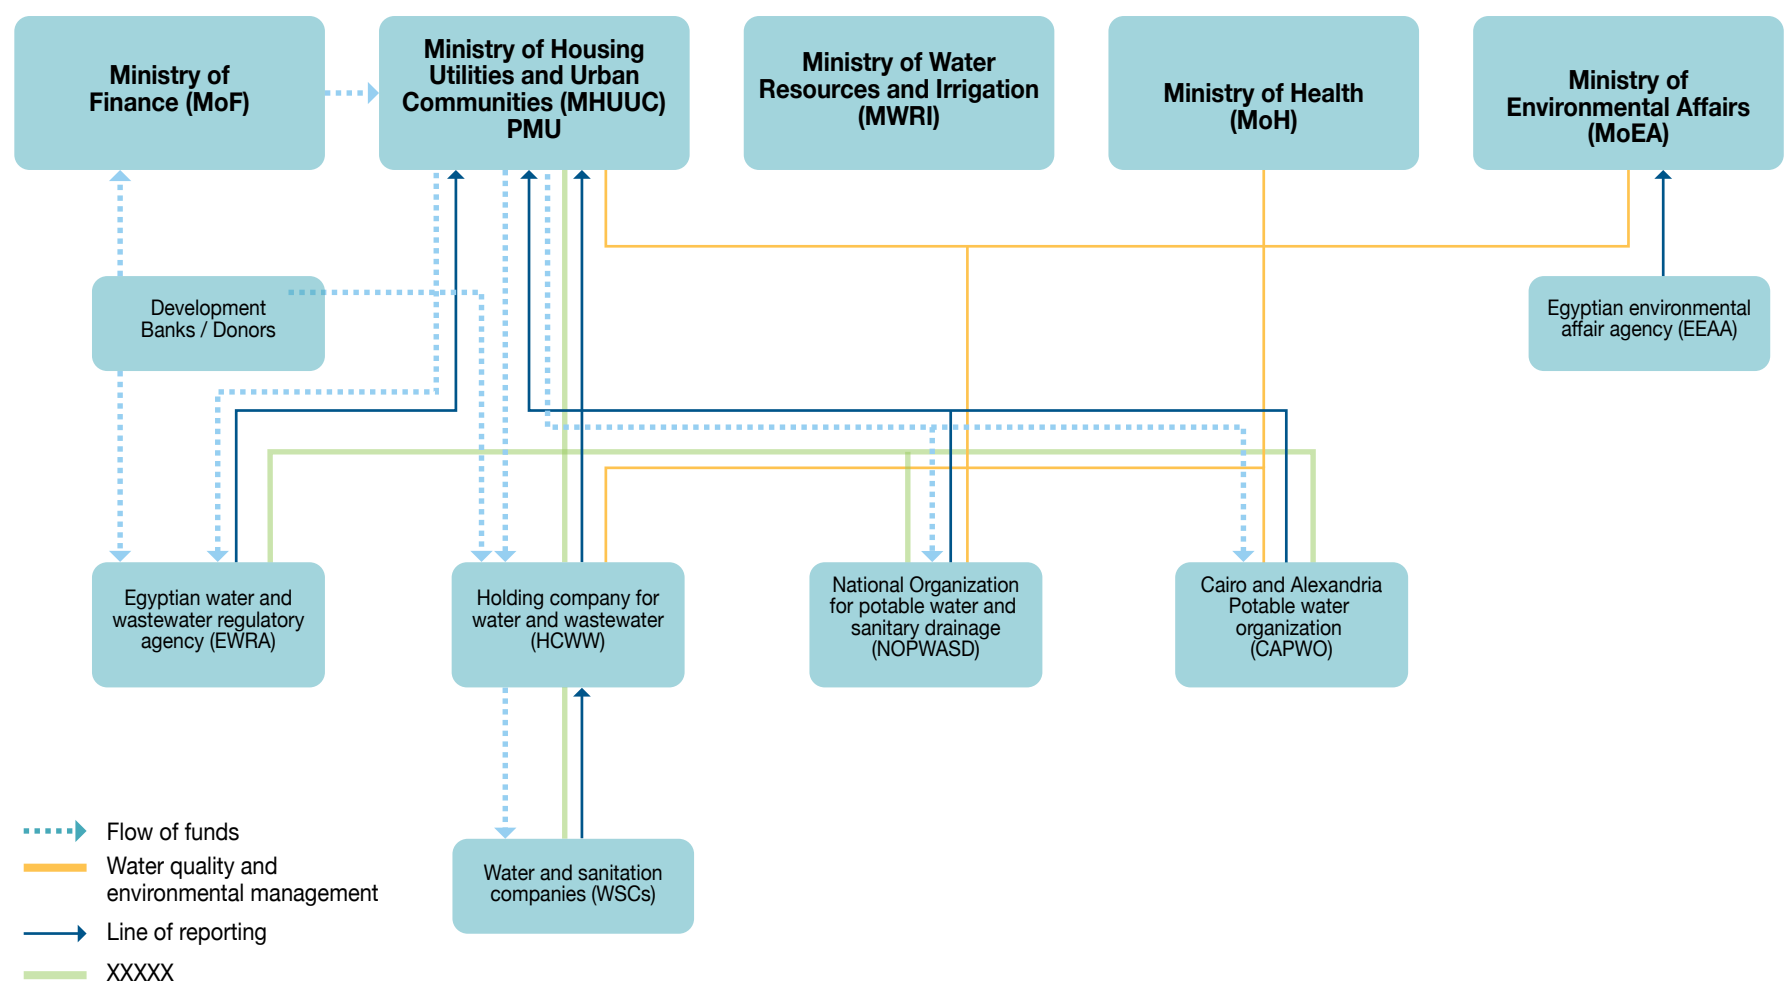 Ministry of
Finance (MoF)
Ministry of Housing
Utilities and Urban
Communities (MHUUC)
PMU
Ministry of Water
Resources and Irrigation
(MWRI)
Ministry of Health
(MoH)
Ministry of
Environmental Affairs
(MoEA)
Development
Banks / Donors
Egyptian environmental
affair agency (EEAA)
Egyptian water and
wastewater regulatory
agency (EWRA)
Holding company for
water and wastewater
(HCWW)
National Organization
for potable water and
sanitary drainage
(NOPWASD)
Cairo and Alexandria
Potable water
organization
(CAPWO)
Water and sanitation
companies (WSCs)
Flow of funds
Water quality and
environmental management
Line of reporting
XXXXX